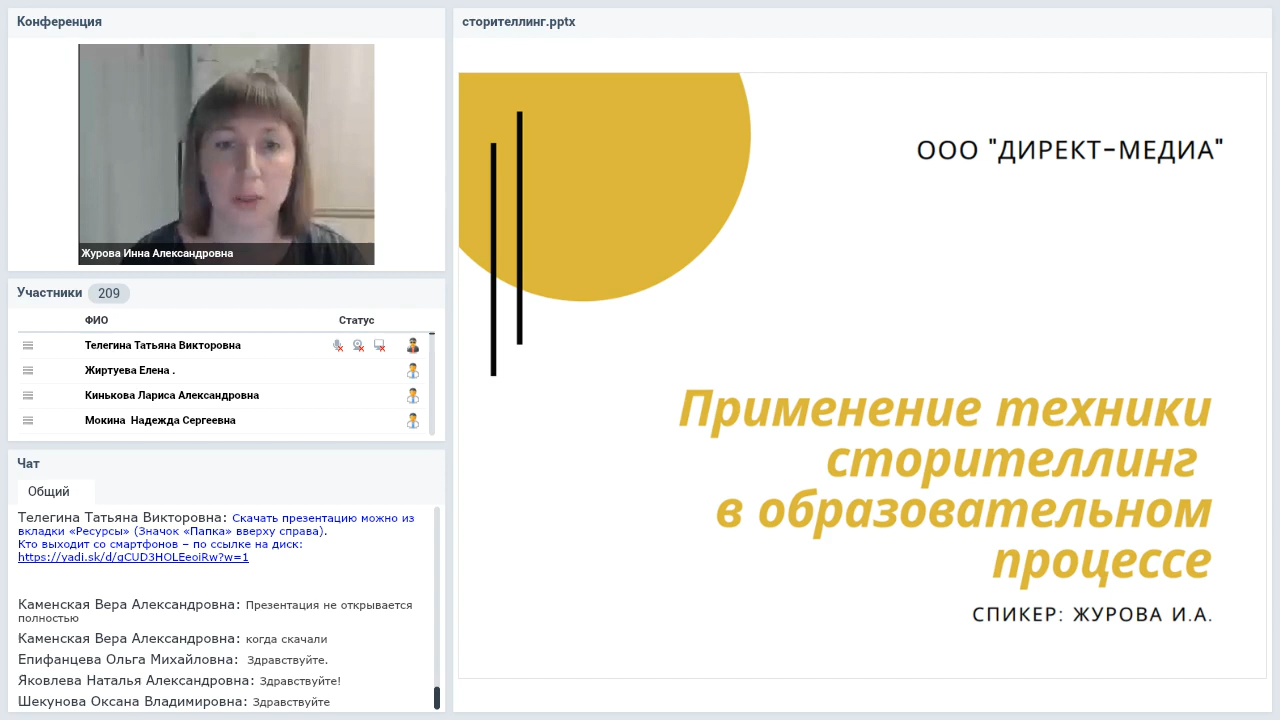 Конференция
Журова Инна Александровна
Участники 209
ФИО Статус
Телегина Татьяна Викторовна
Жиртуева Елена .
Кинькова Лариса Александровна
Мокина Надежда Сергеевна
Чат
Общий
Телегина Татьяна Викторовна: Скачать презентацию можно из
вкладки «Ресурсы» (Значок «Папка» вверху справа).
Кто выходит со смартфонов – по ссылке на диск:
https://yadi.sk/d/gCUD3HOLEeoiRw?w=1
Каменская Вера Александровна: Презентация не открывается
полностью
Каменская Вера Александровна: когда скачали
Епифанцева Ольга Михайловна: Здравствуйте.
Яковлева Наталья Александровна: Здравствуйте!
Шекунова Оксана Владимировна: Здравствуйте
сторителлинг.pptx
ООО "ДИРЕКТ-МЕДИА"
Применение техники
сторителлинг
в образовательном
процессе
СПИКЕР: ЖУРОВА И.А.